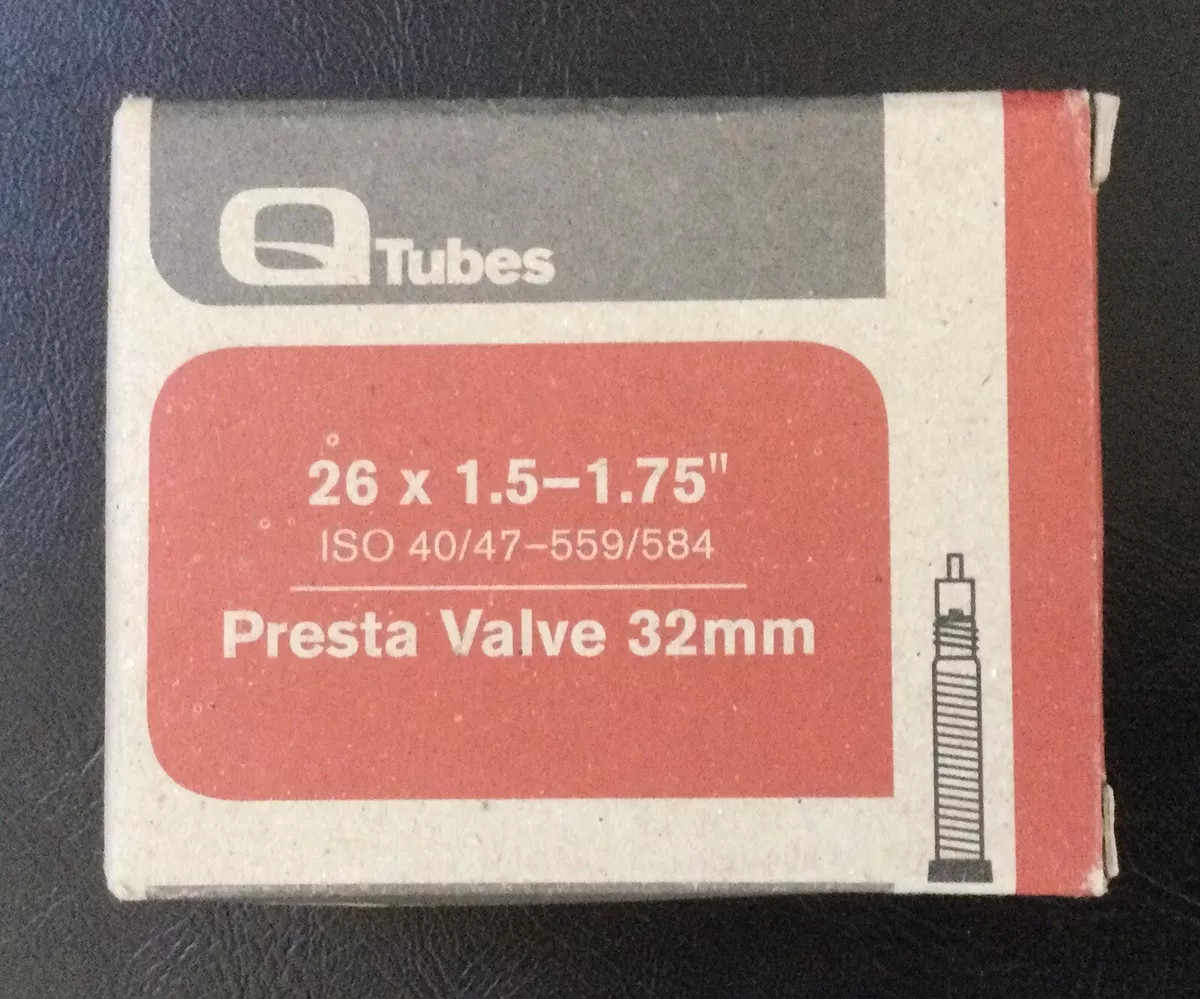 Q Tubes
26 x 1.5–1.75"
ISO 40/47–559/584
Presta Valve 32mm